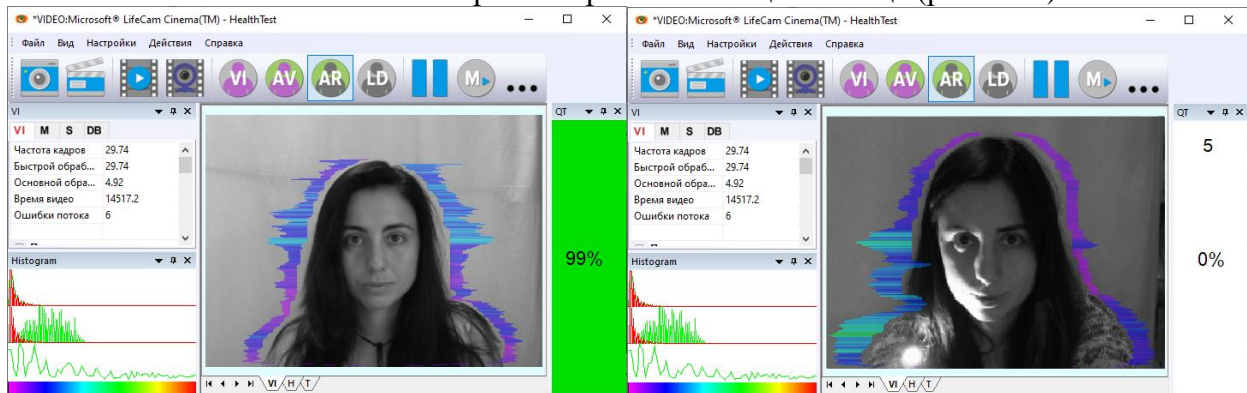 *VIDEO:Microsoft® LifeCam Cinema(TM) - HealthTest
Файл Вид Настройки Действия Справка
VI AV AR LD M
VI
VI M S DB
Частота кадров 29.74
Быстрой обраб... 29.74
Основной обра... 4.92
Время видео 14517.2
Ошибки потока 6
Histogram
VI H T
QT
99%
*VIDEO:Microsoft® LifeCam Cinema(TM) - HealthTest
Файл Вид Настройки Действия Справка
VI AV AR LD M
VI
VI M S DB
Частота кадров 29.74
Быстрой обраб... 29.74
Основной обра... 4.92
Время видео 14517.2
Ошибки потока 6
Histogram
VI H T
QT
5
0%